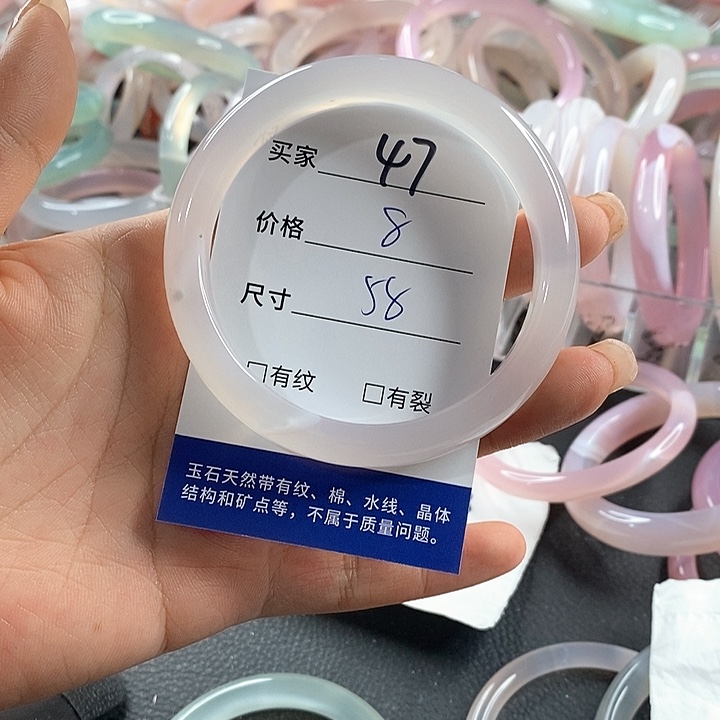 买家 47
价格 8
尺寸 58
□有纹 □有裂
玉石天然带有纹、棉、水线、晶体
结构和矿点等，不属于质量问题。